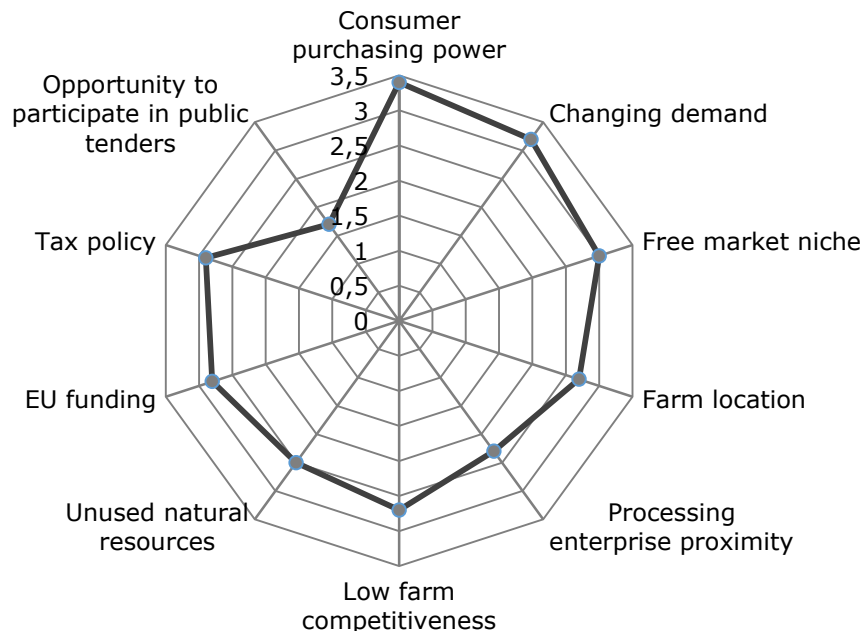 Consumer
purchasing power
Opportunity to
participate in public
tenders
3,5
3
2,5
2
1,5
1
0,5
0
Changing demand
Tax policy
Free market niche
EU funding
Farm location
Unused natural
resources
Processing
enterprise proximity
Low farm
competitiveness